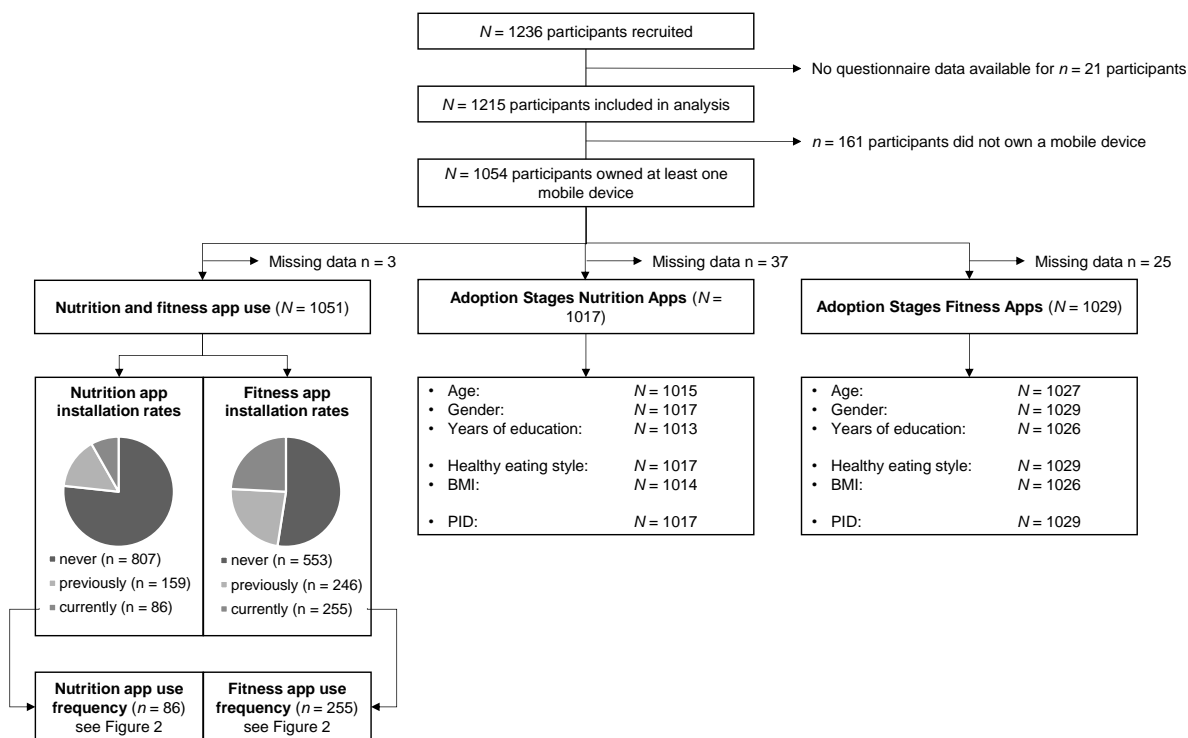 N = 1236 participants recruited
No questionnaire data available for n = 21 participants
N = 1215 participants included in analysis
n = 161 participants did not own a mobile device
N = 1054 participants owned at least one
mobile device
Missing data n = 3
Missing data n = 37
Missing data n = 25
Nutrition and fitness app use (N = 1051)
Adoption Stages Nutrition Apps (N =
1017)
Adoption Stages Fitness Apps (N = 1029)
Nutrition app
installation rates
never (n = 807)
previously (n = 159)
currently (n = 86)
Fitness app
installation rates
never (n = 553)
previously (n = 246)
currently (n = 255)
• Age: N = 1015
• Gender: N = 1017
• Years of education: N = 1013
• Healthy eating style: N = 1017
• BMI: N = 1014
• PID: N = 1017
• Age: N = 1027
• Gender: N = 1029
• Years of education: N = 1026
• Healthy eating style: N = 1029
• BMI: N = 1026
• PID: N = 1029
Nutrition app use
frequency (n = 86)
see Figure 2
Fitness app use
frequency (n = 255)
see Figure 2